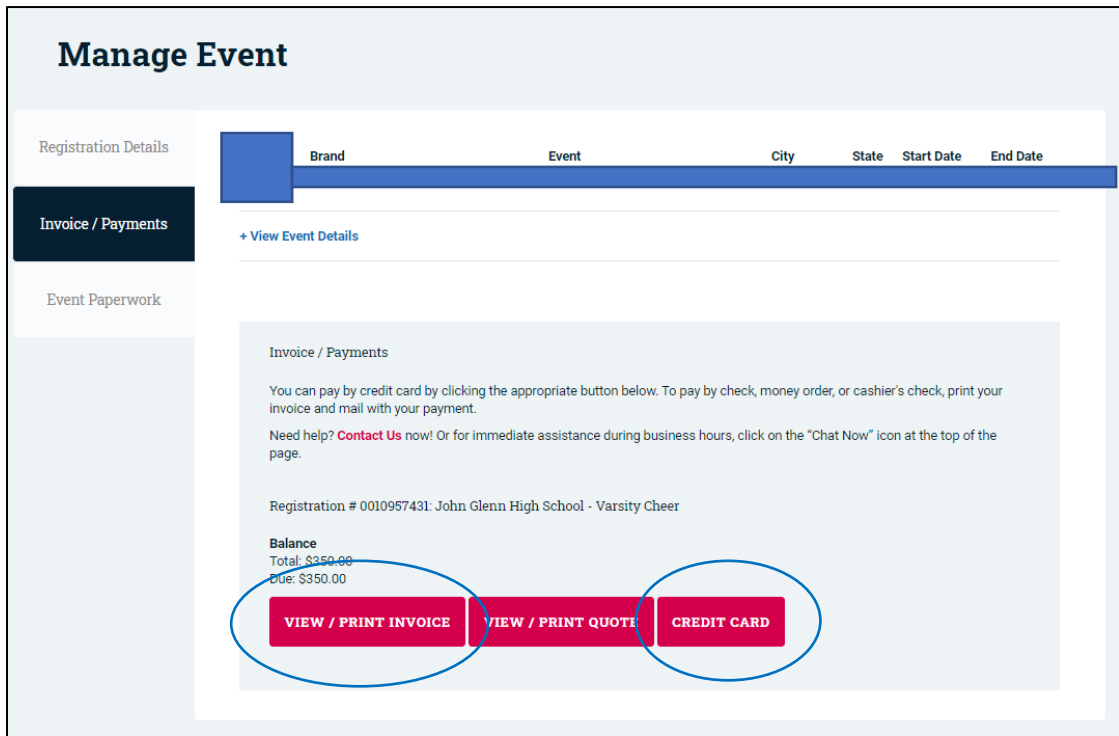 Manage Event
Registration Details
Invoice / Payments
Event Paperwork
Brand Event City State Start Date End Date
+ View Event Details
Invoice / Payments
You can pay by credit card by clicking the appropriate button below. To pay by check, money order, or cashier's check, print your
invoice and mail with your payment.
Need help? Contact Us now! Or for immediate assistance during business hours, click on the “Chat Now” icon at the top of the
page.
Registration # 0010957431: John Glenn High School - Varsity Cheer
Balance
Total: $350.00
Due: $350.00
VIEW / PRINT INVOICE VIEW / PRINT QUOTE CREDIT CARD